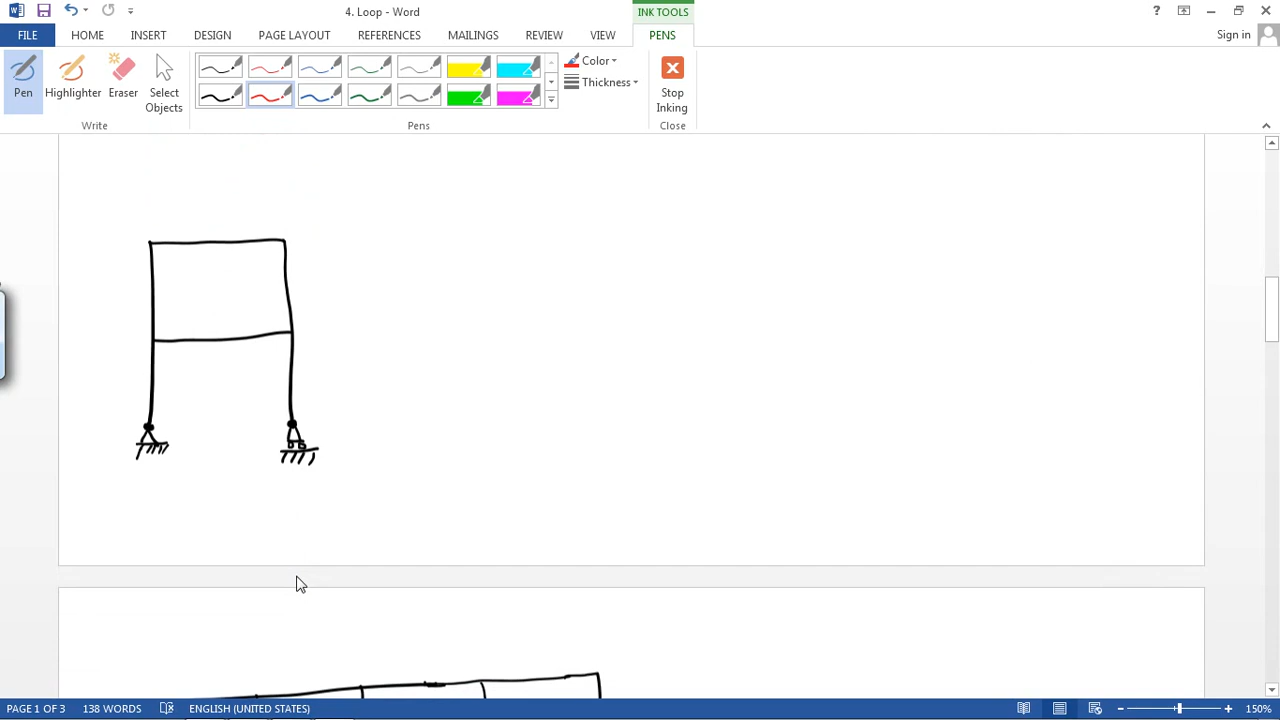 4. Loop - Word
INK TOOLS
?
FILE
HOME
INSERT
DESIGN
PAGE LAYOUT
REFERENCES
MAILINGS
REVIEW
VIEW
PENS
Sign in
Pen
Highlighter
Eraser
Select Objects
Color
Thickness
Stop Inking
Write
Pens
Close
PAGE 1 OF 3
138 WORDS
ENGLISH (UNITED STATES)
150%